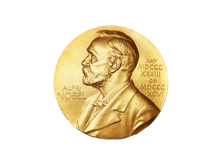 ALFR·
NOBEL
NAT·
MDCCC
XXXIII
OB·
MDCCC
XCVI